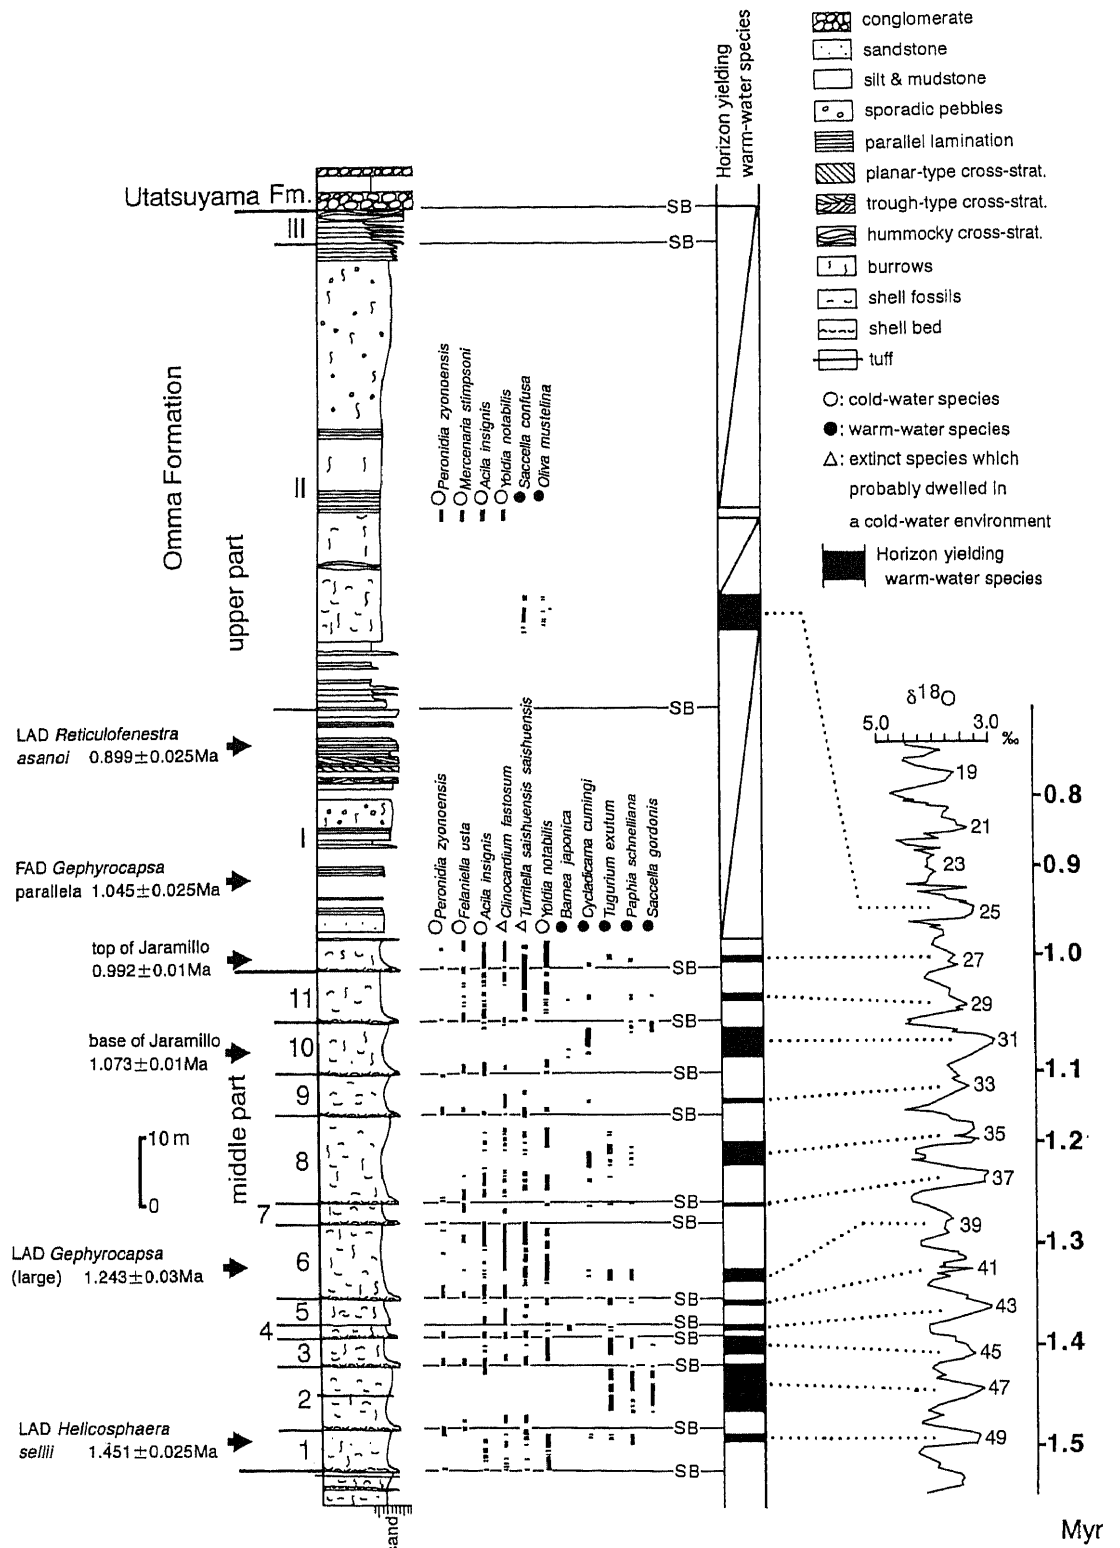 conglomerate
sandstone
silt & mudstone
sporadic pebbles
parallel lamination
planar-type cross-strat.
trough-type cross-strat.
hummocky cross-strat.
burrows
shell fossils
shell bed
tuff
O: cold-water species
●: warm-water species
△: extinct species which
probably dwelled in
a cold-water environment
Horizon yielding
warm-water species
Horizon yielding
warm-water species
Utatsuyama Fm.
III
SB
SB
Omma Formation
II
upper part
Peronidia zyonoensis
Mercenaria stimpsoni
Acila insignis
Yoldia notabilis
Saccella confusa
Oliva mustelina
SB
LAD Reticulofenestra
asanoi 0.899±0.025Ma
I
FAD Gephyrocapsa
parallela 1.045±0.025Ma
Peronidia zyonoensis
Felaniella usta
Acila insignis
Clinocardium fastosum
Turritella saishuensis saishuensis
Yoldia notabilis
Barnea japonica
Cycladicama cumingi
Tugurium exutum
Paphia schnelliana
Saccella gordonis
top of Jaramillo
0.992±0.01Ma
SB
11
SB
base of Jaramillo
1.073±0.01Ma
10
SB
9
SB
middle part
10 m
0
8
SB
7
SB
LAD Gephyrocapsa
(large) 1.243±0.03Ma
6
SB
5
SB
4
SB
3
SB
2
SB
LAD Helicosphaera
sellii 1.451±0.025Ma
1
SB
sand
δ18O
5.0 3.0
‰
19
21
23
25
27
29
31
33
35
37
39
41
43
45
47
49
0.8
0.9
1.0
1.1
1.2
1.3
1.4
1.5
Myr